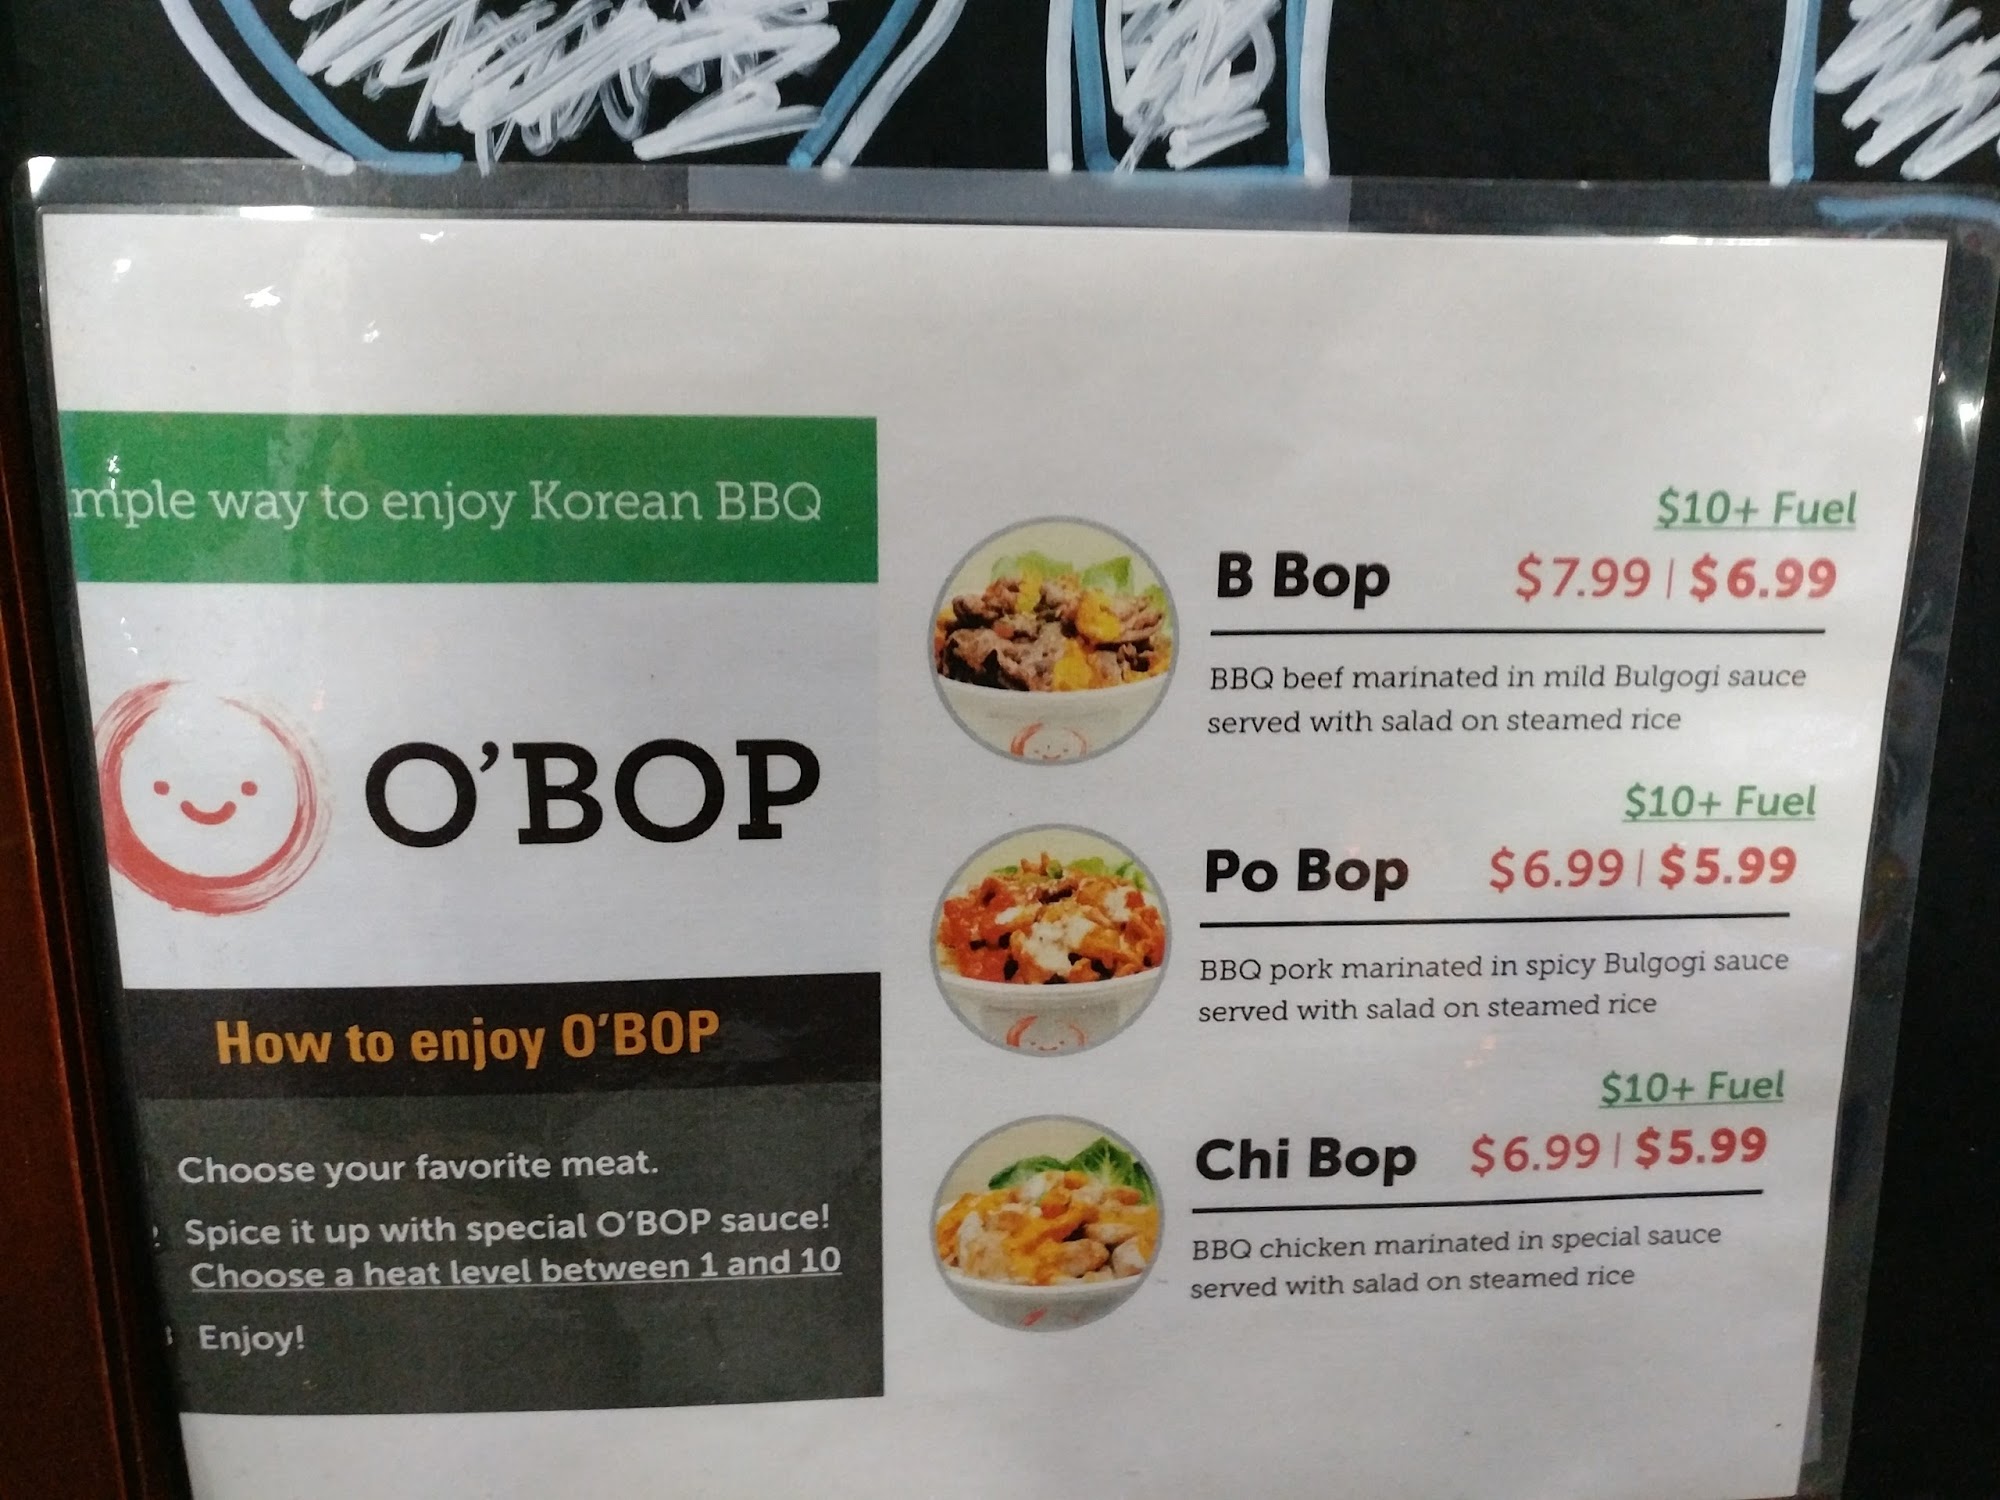 mple way to enjoy Korean BBQ
O'BOP
How to enjoy O'BOP
Choose your favorite meat.
Spice it up with special O'BOP sauce!
Choose a heat level between 1 and 10
Enjoy!
$10+ Fuel
B Bop $7.99 | $6.99
BBQ beef marinated in mild Bulgogi sauce
served with salad on steamed rice
$10+ Fuel
Po Bop $6.99 | $5.99
BBQ pork marinated in spicy Bulgogi sauce
served with salad on steamed rice
$10+ Fuel
Chi Bop $6.99 | $5.99
BBQ chicken marinated in special sauce
served with salad on steamed rice